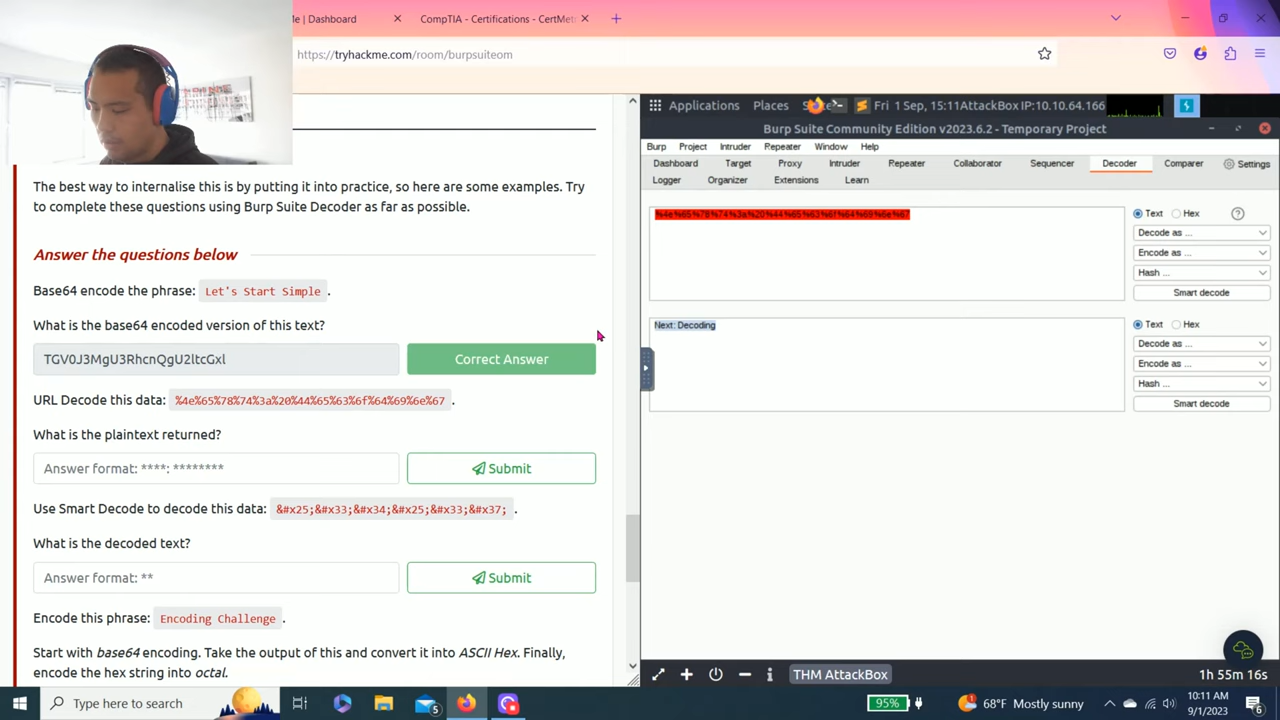 Me | Dashboard
CompTIA - Certifications - CertMet
https://tryhackme.com/room/burpsuiteom
The best way to internalise this is by putting it into practice, so here are some examples. Try
to complete these questions using Burp Suite Decoder as far as possible.
Answer the questions below
Base64 encode the phrase: Let's Start Simple .
What is the base64 encoded version of this text?
TGV0J3MgU3RhcnQgU2ltcGxl
Correct Answer
URL Decode this data: %4e%65%78%74%3a%20%44%65%63%6f%64%69%6e%67 .
What is the plaintext returned?
Answer format: ****: ********
Submit
Use Smart Decode to decode this data: &#x25;&#x33;&#x34;&#x25;&#x33;&#x37; .
What is the decoded text?
Answer format: **
Submit
Encode this phrase: Encoding Challenge .
Start with base64 encoding. Take the output of this and convert it into ASCII Hex. Finally,
encode the hex string into octal.
Applications Places Fri 1 Sep, 15:11 AttackBox IP:10.10.64.166
Burp Suite Community Edition v2023.6.2 - Temporary Project
Burp Project Intruder Repeater Window Help
Dashboard Target Proxy Intruder Repeater Collaborator Sequencer Decoder Comparer Settings
Logger Organizer Extensions Learn
%4e%65%78%74%3a%20%44%65%63%6f%64%69%6e%67
Text Hex ?
Decode as ...
Encode as ...
Hash ...
Smart decode
Next: Decoding
Text Hex
Decode as ...
Encode as ...
Hash ...
Smart decode
THM AttackBox
1h 55m 16s
Type here to search
5
95%
68°F Mostly sunny
10:11 AM
9/1/2023
6